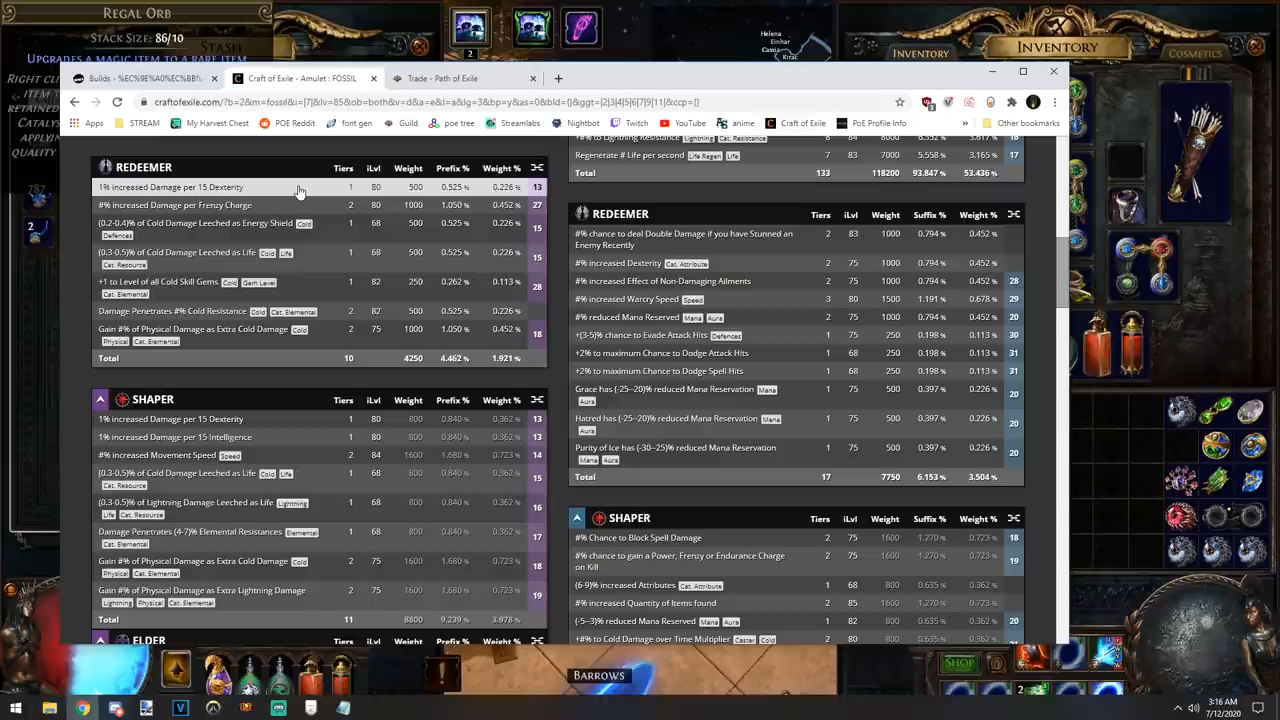 REGAL ORB
STACK SIZE: 86/10
STASH
UPGRADES A MAGIC ITEM TO A RARE ITEM
RIGHT CLI
RETAINED
CATALYS
APPLYIN
QUALITY
787
2
2
Helena
Einhar
Cassia
Kirac
INVENTORY
INVENTORY
COSMETICS
Builds - %EC%9E%A0%EC%8B%
Craft of Exile - Amulet : FOSSIL
Trade - Path of Exile
craftofexile.com/?b=2&m=fossil&i=|7|&lv=85&ob=both&v=d&a=e&l=a&lg=3&bp=y&as=0&bld={}&ggt=|2|3|4|5|6|7|9|11|&ccp={}
Apps
STREAM
My Harvest Chest
POE Reddit
font gen
Guild
poe tree
Streamlabs
Nightbot
Twitch
YouTube
anime
Craft of Exile
PoE Profile Info
Other bookmarks
REDEEMER Tiers iLvl Weight Prefix % Weight %
1% increased Damage per 15 Dexterity 1 80 500 0.525 % 0.226 % 13
#% increased Damage per Frenzy Charge 2 80 1000 1.050 % 0.452 % 27
(0.2-0.4)% of Cold Damage Leeched as Energy Shield Cold 1 68 500 0.525 % 0.226 % 15
Defences
(0.3-0.5)% of Cold Damage Leeched as Life Cold Life 1 68 500 0.525 % 0.226 % 15
Cat. Resource
+1 to Level of all Cold Skill Gems Cold Gem Level 1 82 250 0.262 % 0.113 % 28
Cat. Elemental
Damage Penetrates #% Cold Resistance Cold Cat. Elemental 2 82 500 0.525 % 0.226 %
Gain #% of Physical Damage as Extra Cold Damage Cold 2 75 1000 1.050 % 0.452 % 18
Physical Cat. Elemental
Total 10 4250 4.462 % 1.921 %
SHAPER Tiers iLvl Weight Prefix % Weight %
1% increased Damage per 15 Dexterity 1 80 800 0.840 % 0.362 % 13
1% increased Damage per 15 Intelligence 1 80 800 0.840 % 0.362 % 13
#% increased Movement Speed Speed 2 84 1600 1.680 % 0.723 % 14
(0.3-0.5)% of Cold Damage Leeched as Life Cold Life 1 68 800 0.840 % 0.362 % 15
Cat. Resource
(0.3-0.5)% of Lightning Damage Leeched as Life Lightning 1 68 800 0.840 % 0.362 % 16
Life Cat. Resource
Damage Penetrates (4-7)% Elemental Resistances Elemental 1 68 800 0.840 % 0.362 % 17
Cat. Elemental
Gain #% of Physical Damage as Extra Cold Damage Cold 2 75 1600 1.680 % 0.723 % 18
Physical Cat. Elemental
Gain #% of Physical Damage as Extra Lightning Damage 2 75 1600 1.680 % 0.723 % 19
Lightning Physical Cat. Elemental
Total 11 8800 9.239 % 3.978 %
ELDER Tiers iLvl Weight Prefix % Weight %
+#% to Lightning Resistance Lightning Cat. Resistance 8 84 8000 6.352 % 3.617 % 16
Regenerate # Life per second Life Regen Life 7 83 7000 5.558 % 3.165 % 17
Total 133 118200 93.847 % 53.436 %
REDEEMER Tiers iLvl Weight Suffix % Weight %
#% chance to deal Double Damage if you have Stunned an 2 83 1000 0.794 % 0.452 %
Enemy Recently
#% increased Dexterity Cat. Attribute 2 75 1000 0.794 % 0.452 %
#% increased Effect of Non-Damaging Ailments 2 75 1000 0.794 % 0.452 % 28
#% increased Warcry Speed Speed 3 80 1500 1.191 % 0.678 % 29
#% reduced Mana Reserved Mana Aura 2 75 1000 0.794 % 0.452 % 20
+(3-5)% chance to Evade Attack Hits Defences 1 75 250 0.198 % 0.113 % 30
+2% to maximum Chance to Dodge Attack Hits 1 68 250 0.198 % 0.113 % 31
+2% to maximum Chance to Dodge Spell Hits 1 68 250 0.198 % 0.113 % 31
Grace has (-25--20)% reduced Mana Reservation Mana 1 75 500 0.397 % 0.226 % 20
Aura
Hatred has (-25--20)% reduced Mana Reservation Mana 1 75 500 0.397 % 0.226 % 20
Aura
Purity of Ice has (-30--25)% reduced Mana Reservation 1 75 500 0.397 % 0.226 % 20
Mana Aura
Total 17 7750 6.153 % 3.504 %
SHAPER Tiers iLvl Weight Suffix % Weight %
#% Chance to Block Spell Damage 2 75 1600 1.270 % 0.723 % 18
#% chance to gain a Power, Frenzy or Endurance Charge 2 75 1600 1.270 % 0.723 % 19
on Kill
(6-9)% increased Attributes Cat. Attribute 1 68 800 0.635 % 0.362 %
#% increased Quantity of Items found 2 85 1600 1.270 % 0.723 %
(-5--3)% reduced Mana Reserved Mana Aura 1 82 800 0.635 % 0.362 % 20
+#% to Cold Damage over Time Multiplier Caster Cold 2 80 1600 1.270 % 0.723 %
BARROWS
SHOP
2
3:16 AM
7/12/2020